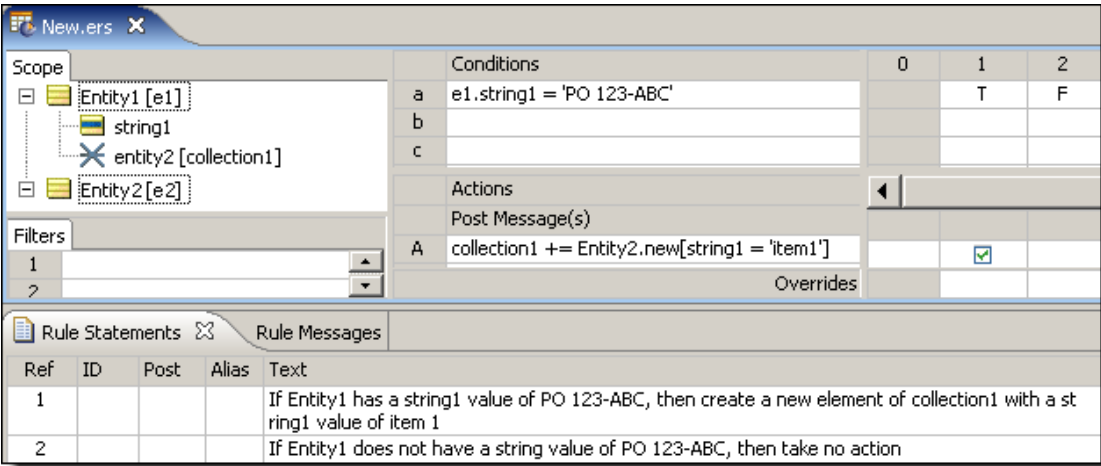 New.ers
Scope
Entity1 [e1]
string1
entity2 [collection1]
Entity2 [e2]
Filters
1
2
Conditions 0 1 2
a e1.string1 = 'PO 123-ABC' T F
b
c
Actions
Post Message(s)
A collection1 += Entity2.new[string1 = 'item1']
Overrides
Rule Statements Rule Messages
Ref ID Post Alias Text
1 If Entity1 has a string1 value of PO 123-ABC, then create a new element of collection1 with a st
ring1 value of item 1
2 If Entity1 does not have a string value of PO 123-ABC, then take no action